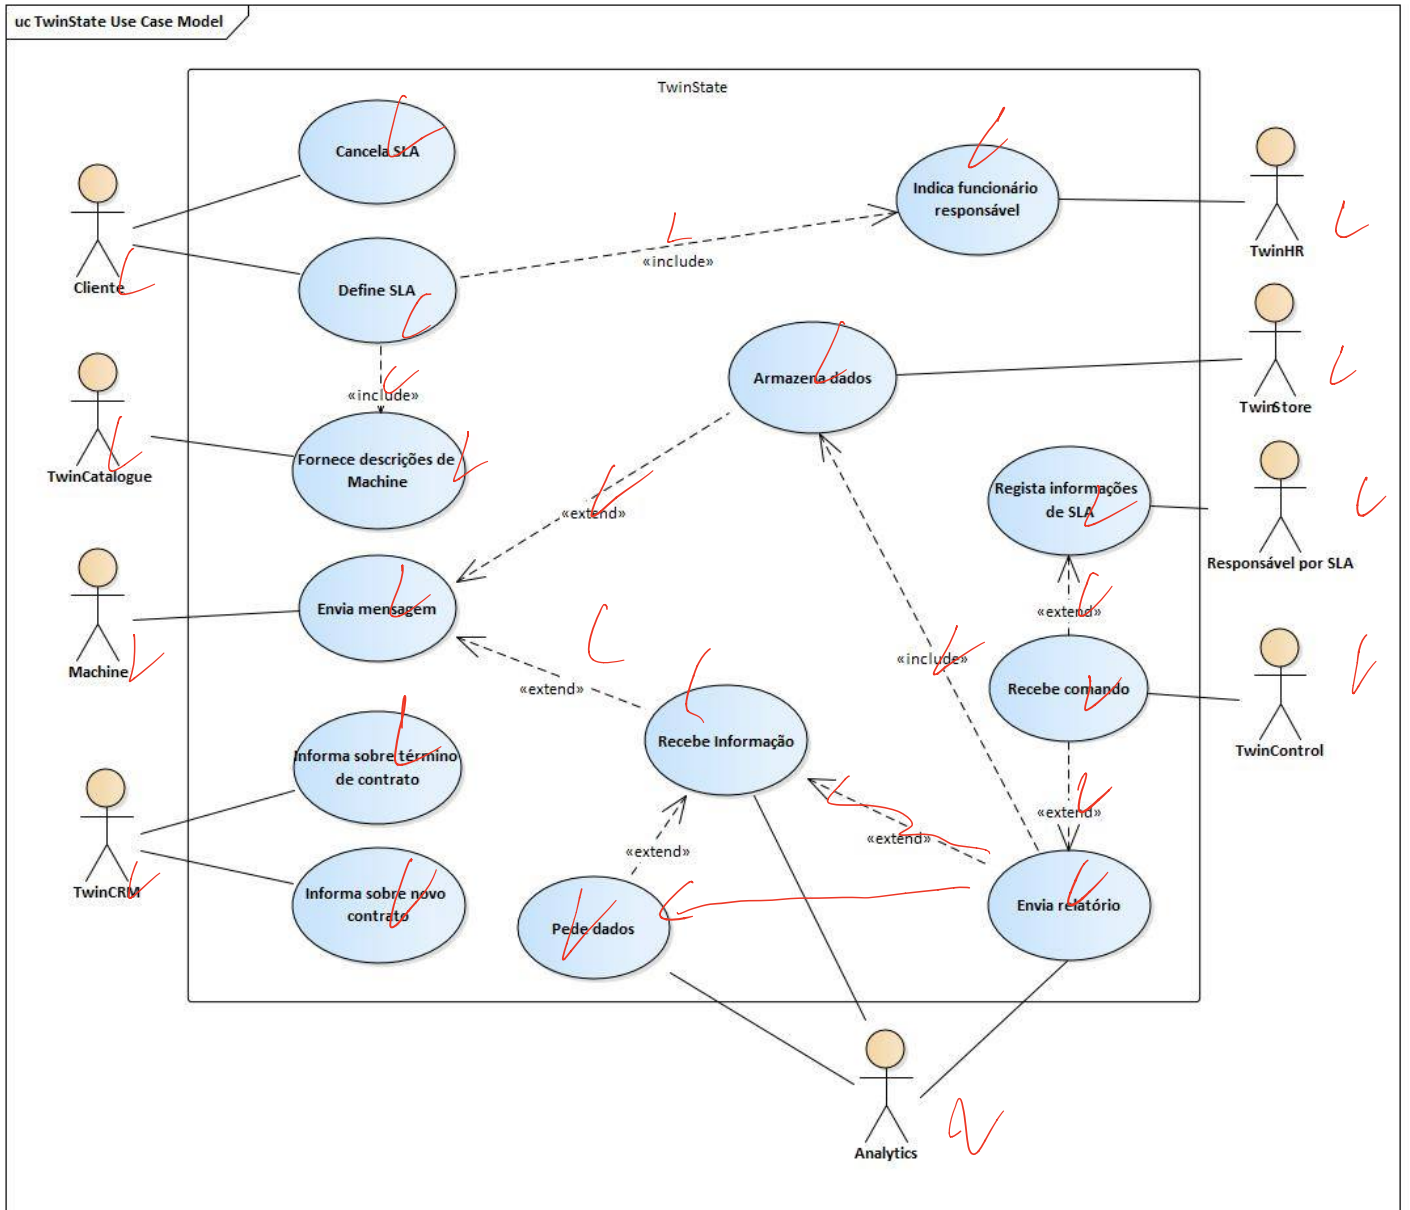 uc TwinState Use Case Model
TwinState
Cancela SLA
Indica funcionário
responsável
TwinHR
Cliente
«include»
Define SLA
«include»
Armazena dados
TwinStore
TwinCatalogue
Fornece descrições de
Machine
«extend»
Regista informações
de SLA
Responsável por SLA
Envia mensagem
«extend»
Machine
«include»
«extend»
Recebe comando
Recebe Informação
TwinControl
Informa sobre término
de contrato
«extend»
«extend»
«extend»
TwinCRM
Informa sobre novo
contrato
Pede dados
Envia relatório
Analytics